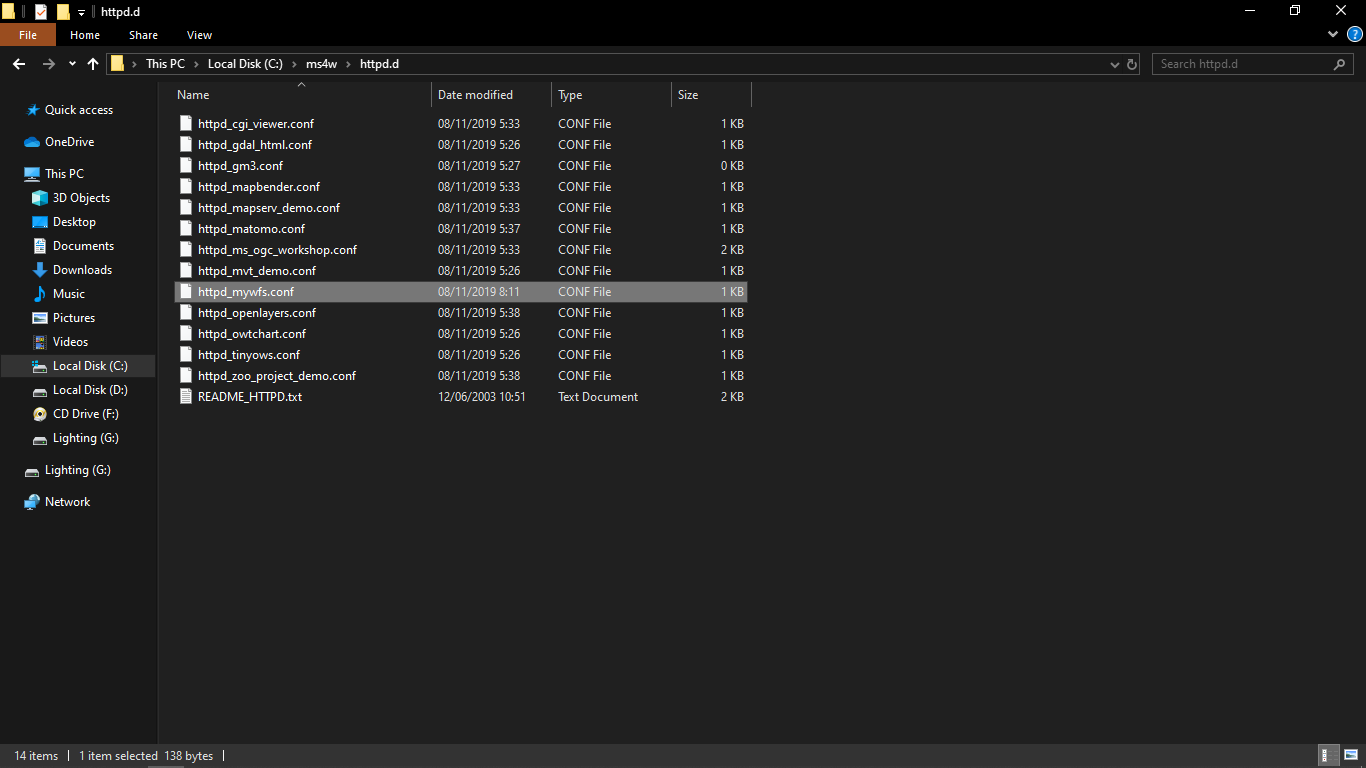 httpd.d
File Home Share View
This PC Local Disk (C:) ms4w httpd.d
Search httpd.d
Name Date modified Type Size
Quick access
OneDrive
This PC
3D Objects
Desktop
Documents
Downloads
Music
Pictures
Videos
Local Disk (C:)
Local Disk (D:)
CD Drive (F:)
Lighting (G:)
Lighting (G:)
Network
httpd_cgi_viewer.conf 08/11/2019 5:33 CONF File 1 KB
httpd_gdal_html.conf 08/11/2019 5:26 CONF File 1 KB
httpd_gm3.conf 08/11/2019 5:27 CONF File 0 KB
httpd_mapbender.conf 08/11/2019 5:33 CONF File 1 KB
httpd_mapserv_demo.conf 08/11/2019 5:33 CONF File 1 KB
httpd_matomo.conf 08/11/2019 5:37 CONF File 1 KB
httpd_ms_ogc_workshop.conf 08/11/2019 5:33 CONF File 2 KB
httpd_mvt_demo.conf 08/11/2019 5:26 CONF File 1 KB
httpd_mywfs.conf 08/11/2019 8:11 CONF File 1 KB
httpd_openlayers.conf 08/11/2019 5:38 CONF File 1 KB
httpd_owtchart.conf 08/11/2019 5:26 CONF File 1 KB
httpd_tinyows.conf 08/11/2019 5:26 CONF File 1 KB
httpd_zoo_project_demo.conf 08/11/2019 5:38 CONF File 1 KB
README_HTTPD.txt 12/06/2003 10:51 Text Document 2 KB
14 items 1 item selected 138 bytes